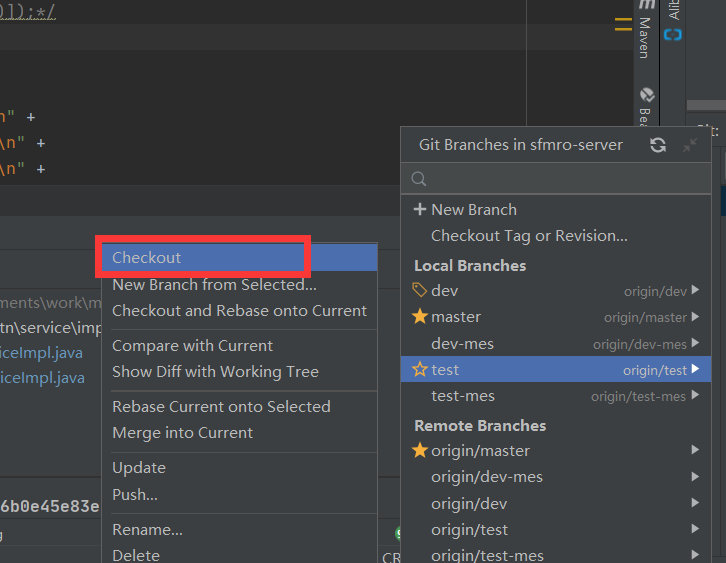 )]);*/
Maven
Alib
Bea
n" +
\n" +
\n" +
Git:
Git Branches in sfmro-server
New Branch
Checkout Tag or Revision...
Local Branches
dev origin/dev
master origin/master
dev-mes origin/dev-mes
test origin/test
test-mes origin/test-mes
Remote Branches
origin/master
origin/dev-mes
origin/dev
origin/test
origin/test-mes
Checkout
New Branch from Selected...
Checkout and Rebase onto Current
Compare with Current
Show Diff with Working Tree
Rebase Current onto Selected
Merge into Current
Update
Push...
Rename...
Delete
ments\work\m
tn\service\imp
iceImpl.java
iceImpl.java
6b0e45e83e
g
CR